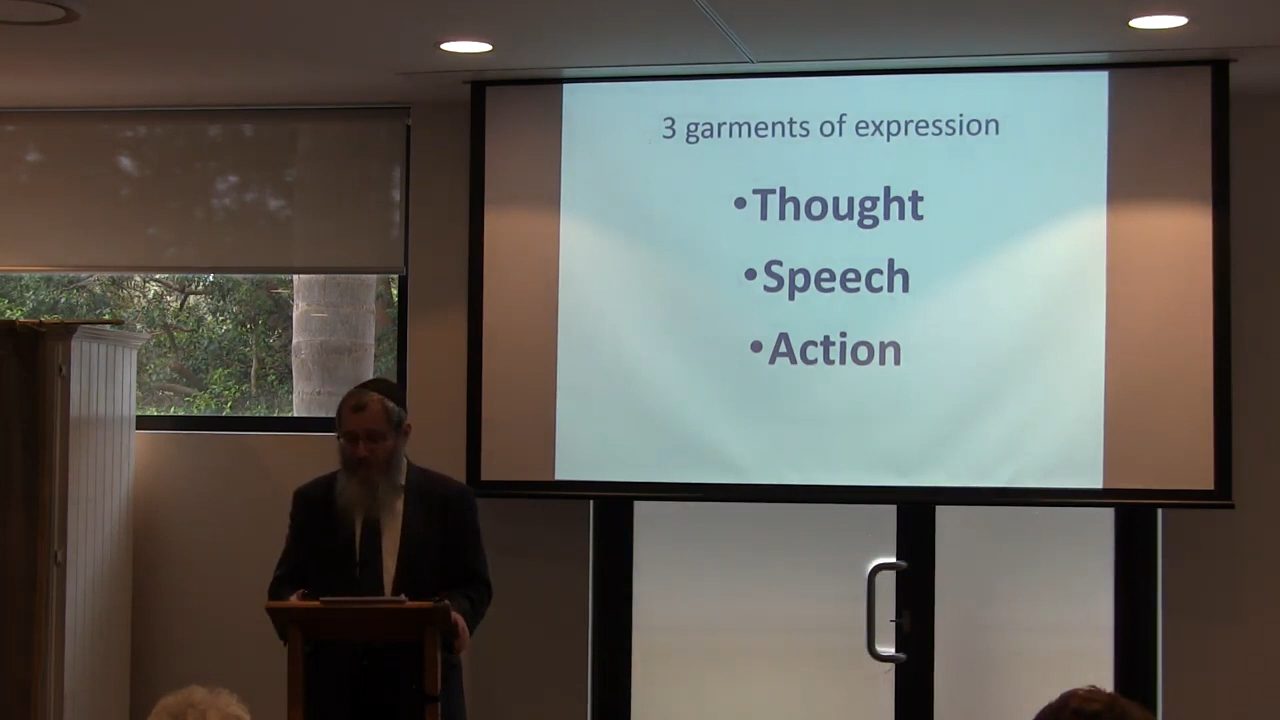 3 garments of expression
•Thought
•Speech
•Action